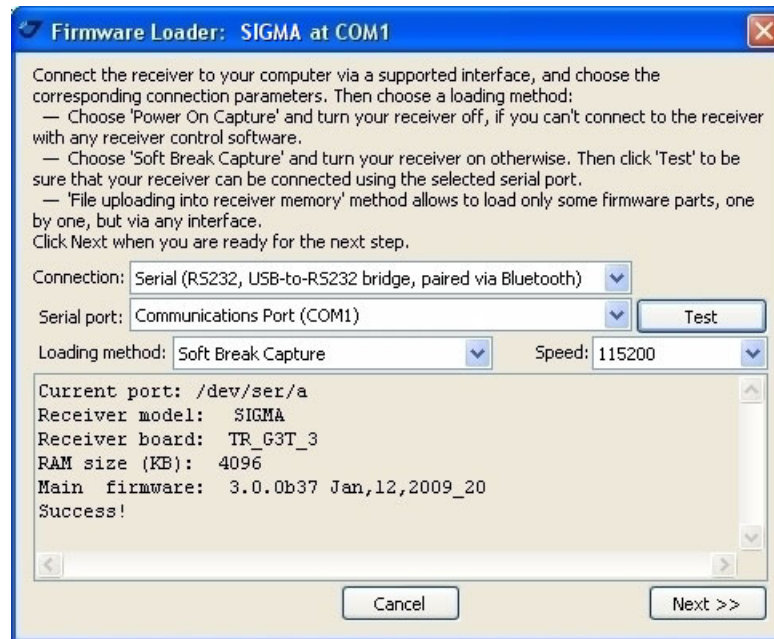 Firmware Loader: SIGMA at COM1
Connect the receiver to your computer via a supported interface, and choose the
corresponding connection parameters. Then choose a loading method:
— Choose 'Power On Capture' and turn your receiver off, if you can't connect to the receiver
with any receiver control software.
— Choose 'Soft Break Capture' and turn your receiver on otherwise. Then click 'Test' to be
sure that your receiver can be connected using the selected serial port.
— 'File uploading into receiver memory' method allows to load only some firmware parts, one
by one, but via any interface.
Click Next when you are ready for the next step.
Connection: Serial (RS232, USB-to-RS232 bridge, paired via Bluetooth)
Serial port: Communications Port (COM1) Test
Loading method: Soft Break Capture Speed: 115200
Current port: /dev/ser/a
Receiver model: SIGMA
Receiver board: TR_G3T_3
RAM size (KB): 4096
Main firmware: 3.0.0b37 Jan,12,2009_20
Success!
Cancel Next >>